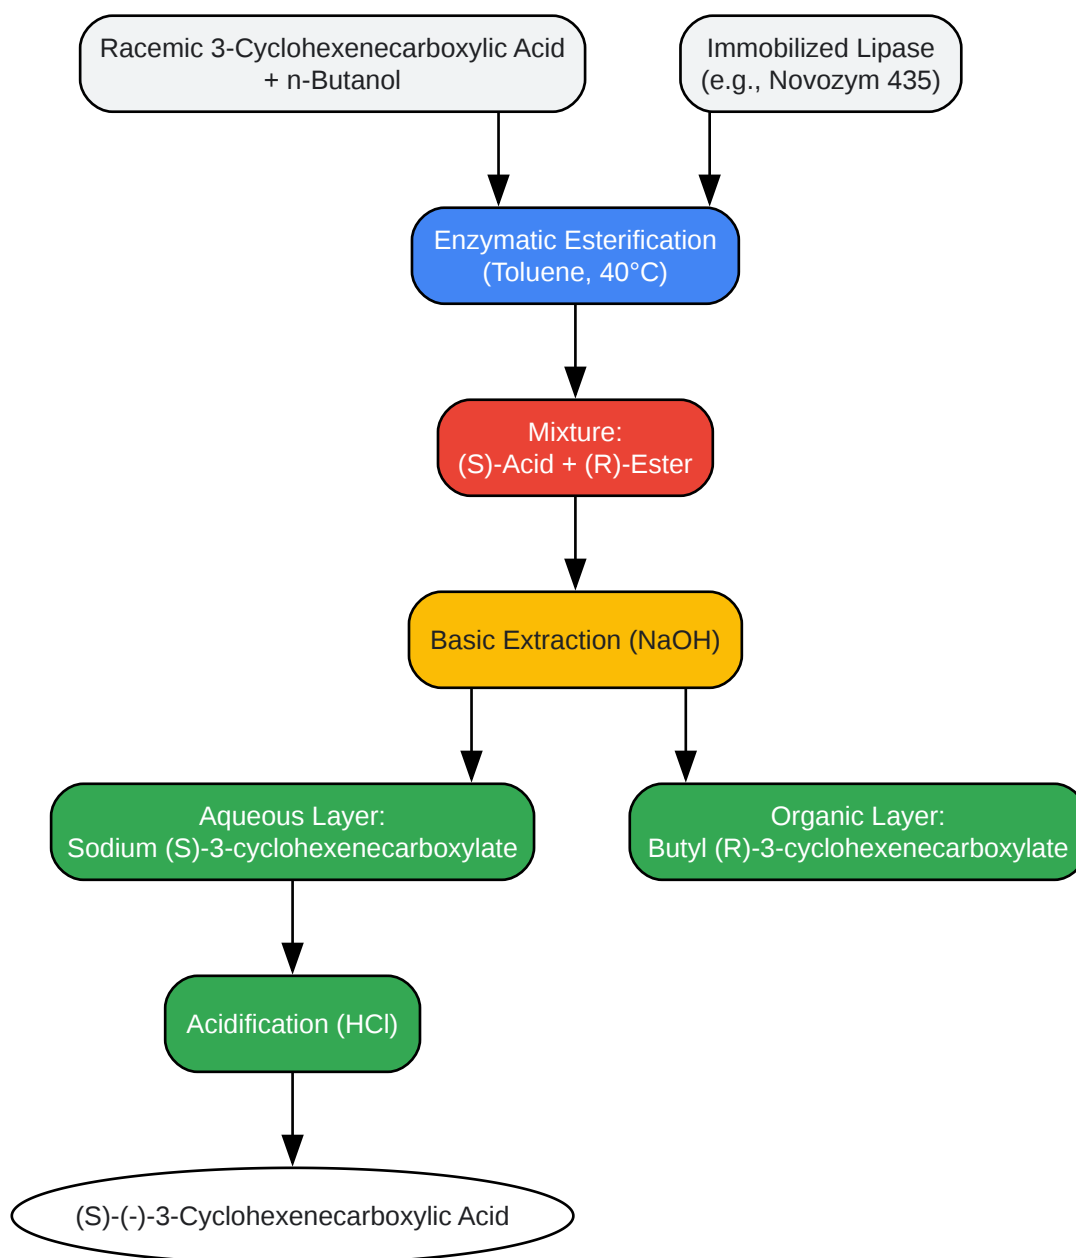 Racemic 3-Cyclohexenecarboxylic Acid
+ n-Butanol
Immobilized Lipase
(e.g., Novozym 435)
Enzymatic Esterification
(Toluene, 40°C)
Mixture:
(S)-Acid + (R)-Ester
Basic Extraction (NaOH)
Aqueous Layer:
Sodium (S)-3-cyclohexenecarboxylate
Organic Layer:
Butyl (R)-3-cyclohexenecarboxylate
Acidification (HCl)
(S)-(-)-3-Cyclohexenecarboxylic Acid